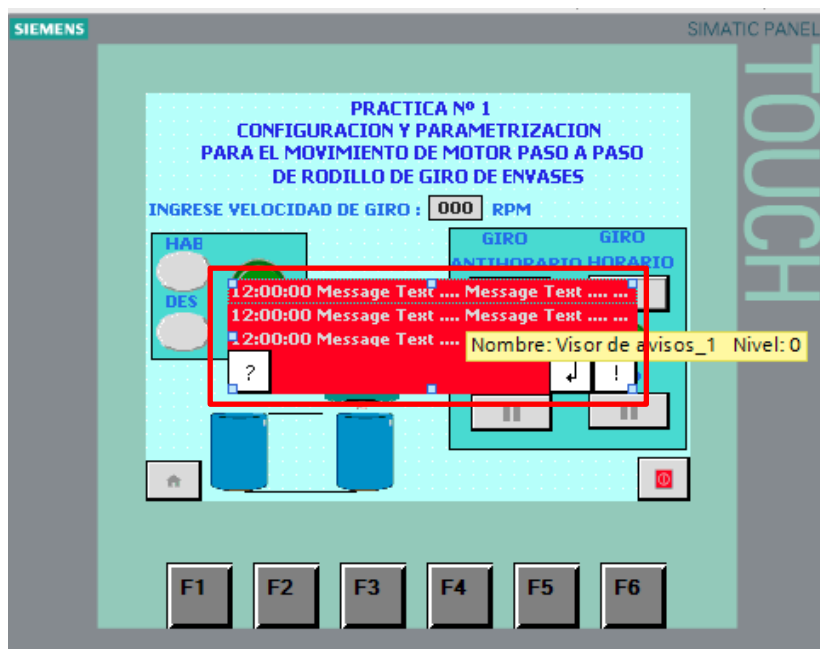 SIEMENS
SIMATIC PANEL
TOUCH
PRACTICA Nº 1
CONFIGURACION Y PARAMETRIZACION
PARA EL MOVIMIENTO DE MOTOR PASO A PASO
DE RODILLO DE GIRO DE ENVASES
INGRESE VELOCIDAD DE GIRO : 000 RPM
HAB
GIRO GIRO
ANTIHORARIO HORARIO
DES
12:00:00 Message Text .... Message Text .... ...
12:00:00 Message Text .... Message Text .... ...
12:00:00 Message Text ....
Nombre: Visor de avisos_1 Nivel: 0
? !
F1 F2 F3 F4 F5 F6